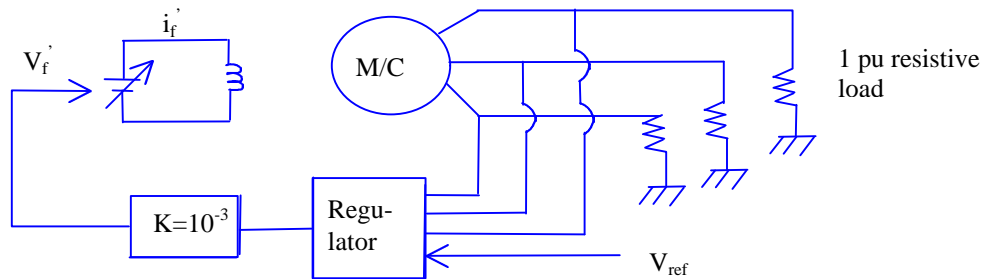 i_f'
V_f'
M/C
1 pu resistive
load
K=10^-3
Regu-
lator
V_ref